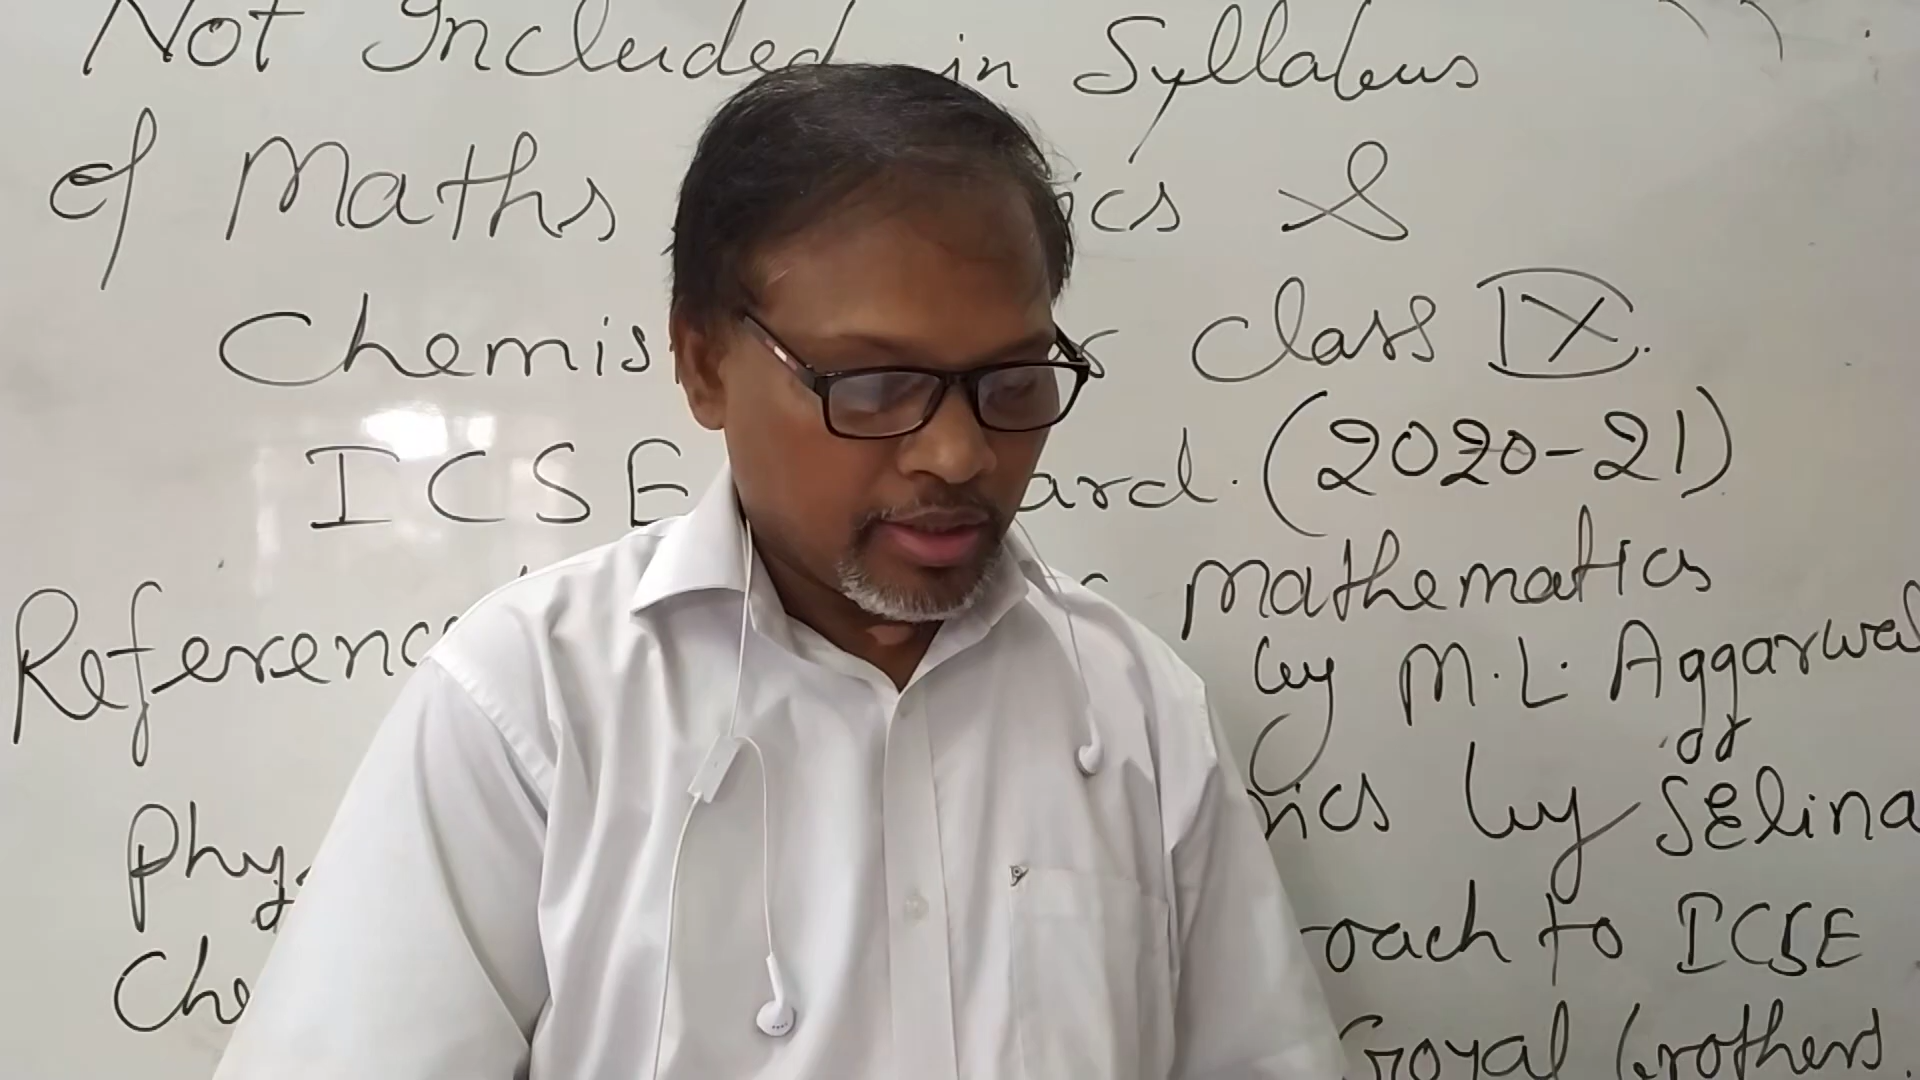 Not Included in Syllabus
of Maths ics &
Chemis r Class IX.
ICSE ard. (2020-21)
Referenc Mathematics
by M.L. Aggarwal
or
Phy ics by SElina
Che roach to ICSE
Goyal brothers.